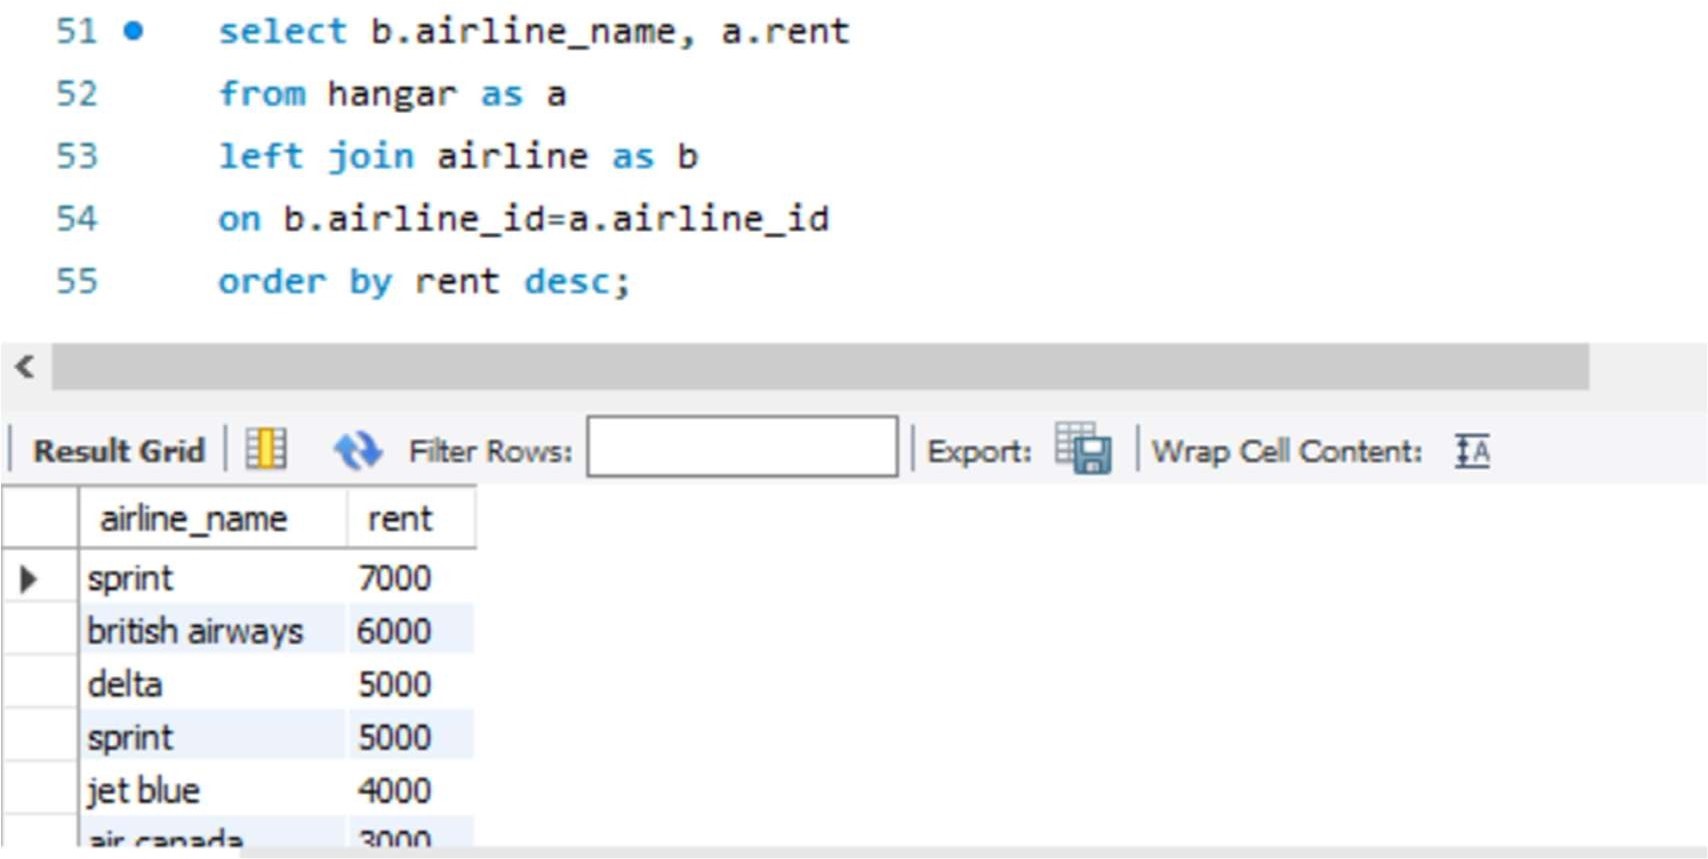 51 select b.airline_name, a.rent
52 from hangar as a
53 left join airline as b
54 on b.airline_id=a.airline_id
55 order by rent desc;
Result Grid Filter Rows: Export: Wrap Cell Content: A
airline_name rent
sprint 7000
british airways 6000
delta 5000
sprint 5000
jet blue 4000
air canada 3000